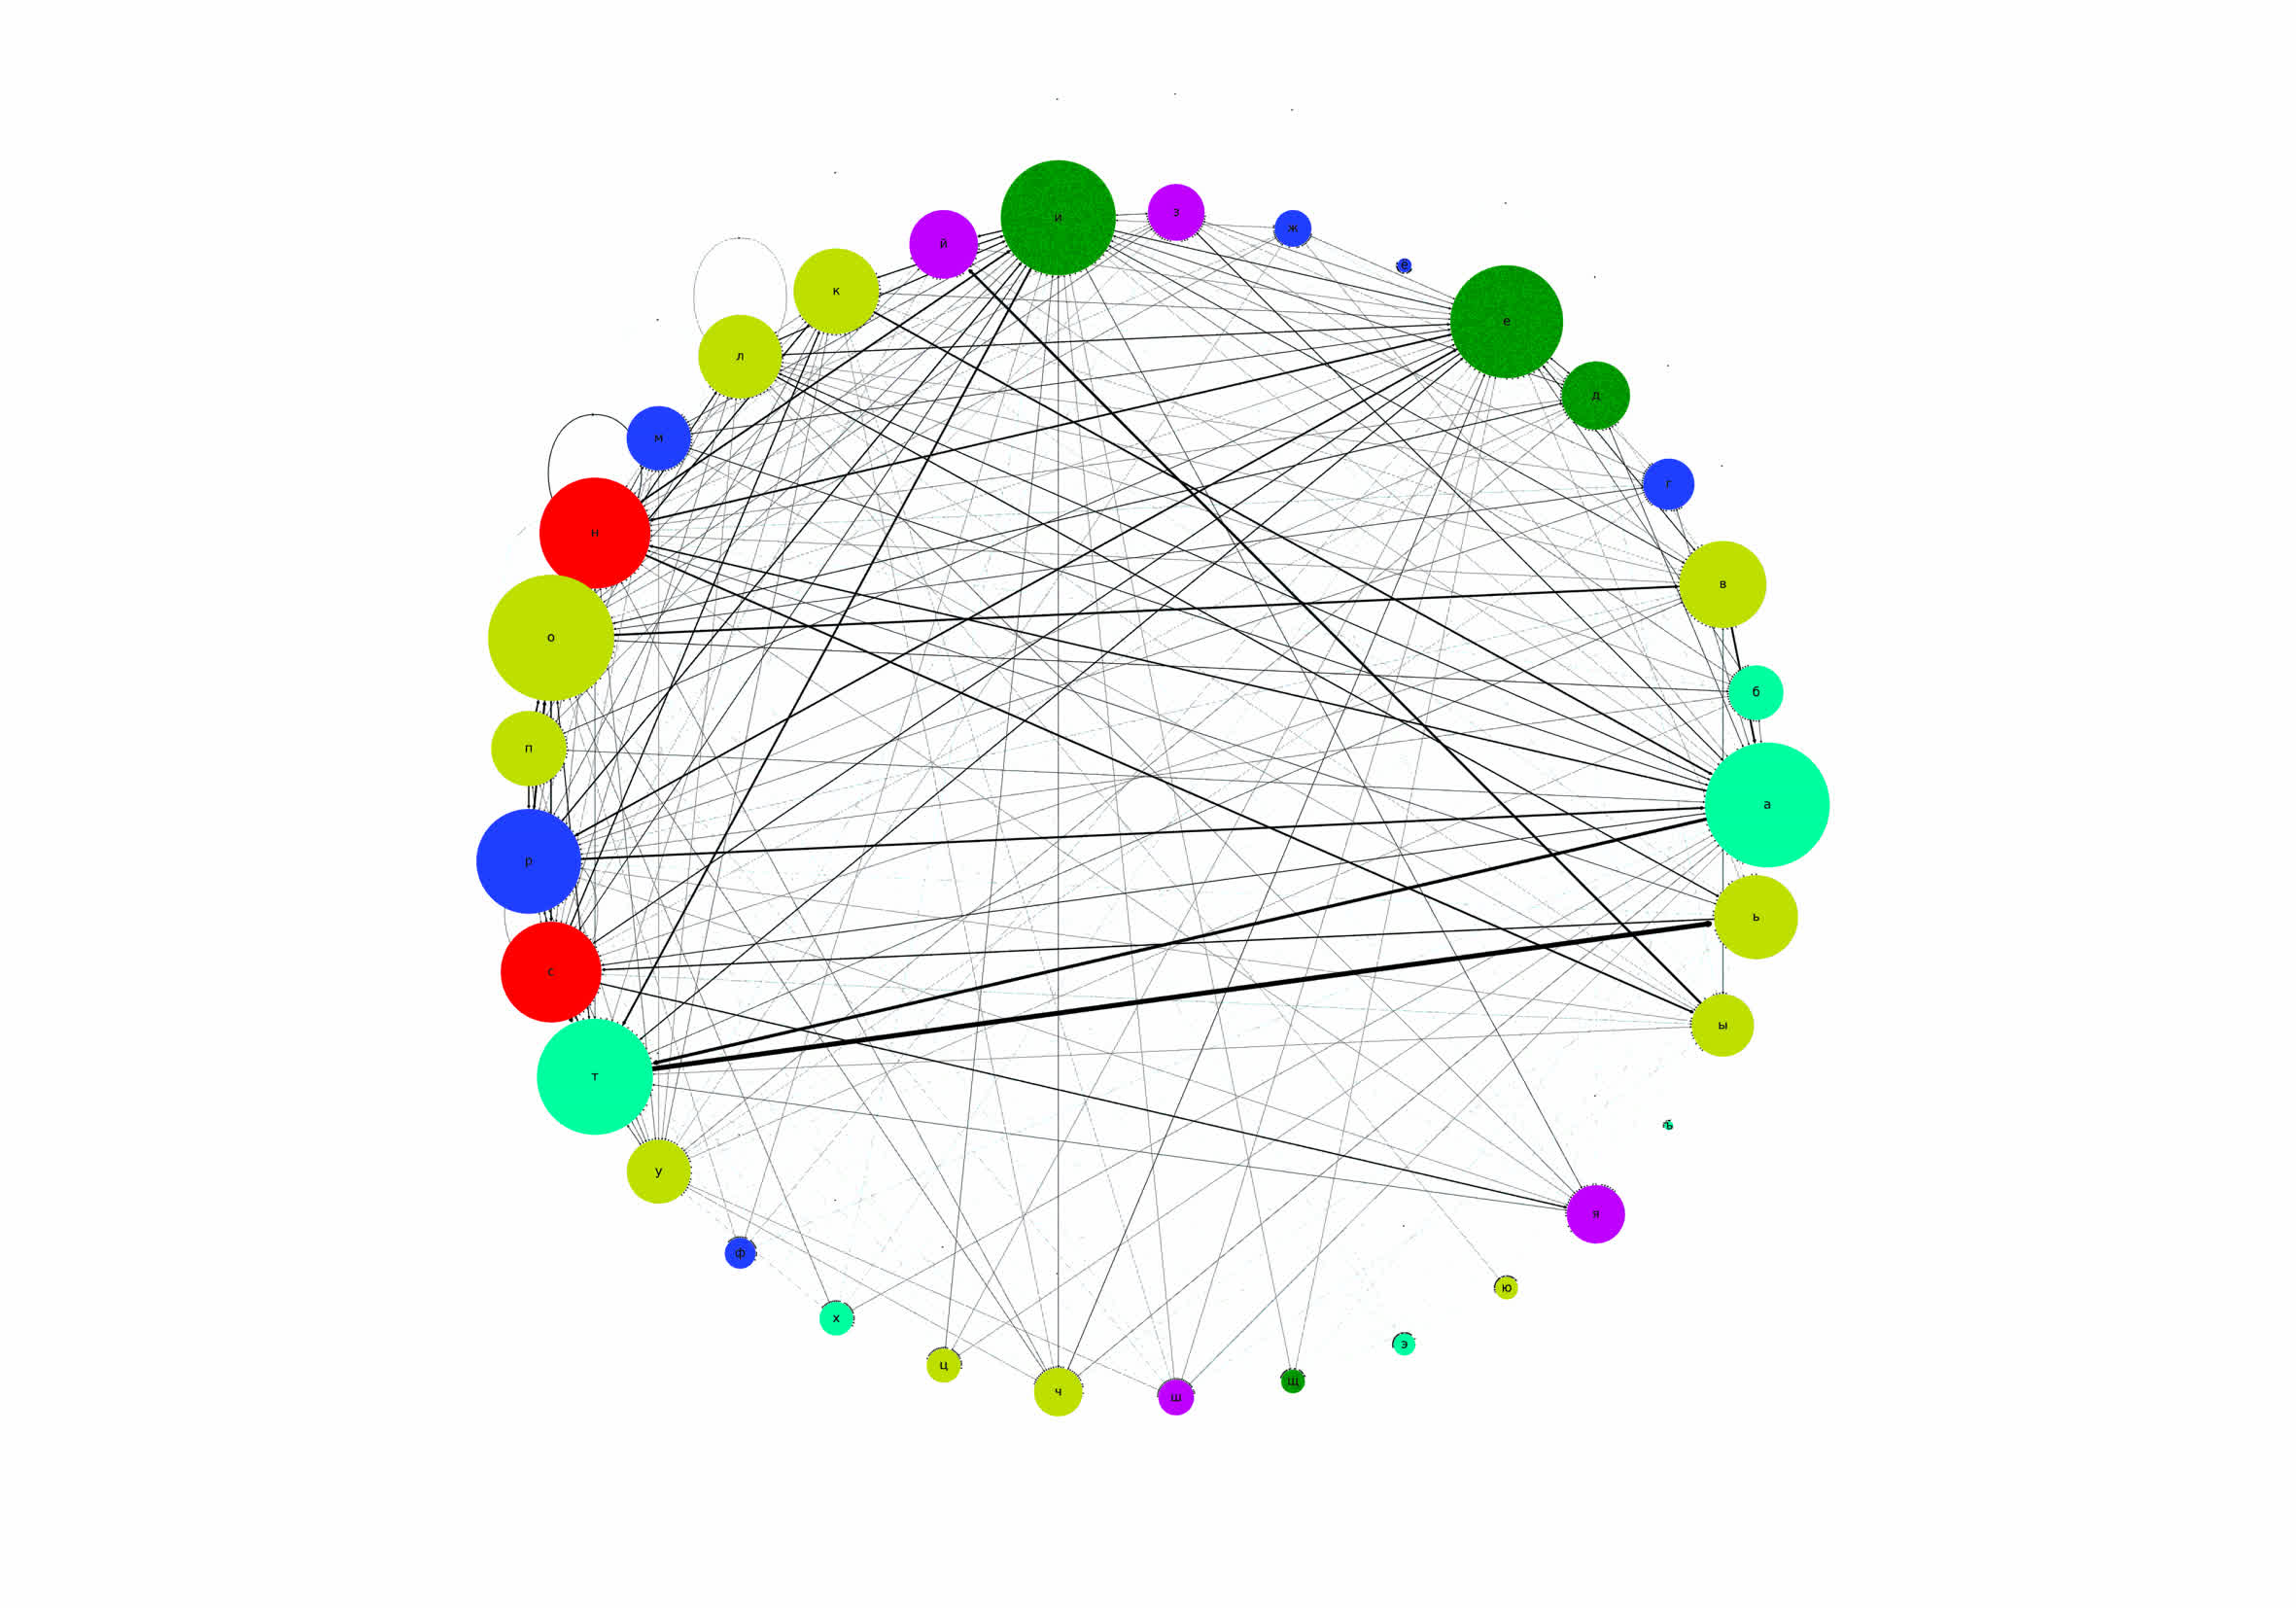 и
з
ж
ё
й
к
е
л
д
м
г
н
в
о
б
п
а
р
ь
с
ы
т
ъ
у
я
ф
ю
х
э
ц
щ
ч
ш